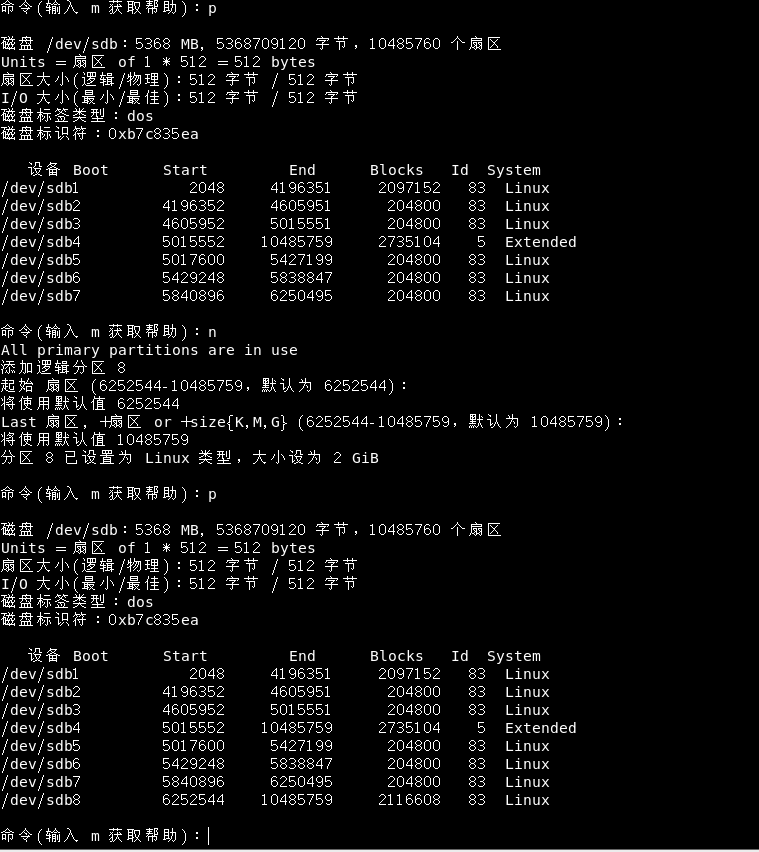 命令(输入 m 获取帮助)：p
磁盘 /dev/sdb：5368 MB, 5368709120 字节，10485760 个扇区
Units = 扇区 of 1 * 512 = 512 bytes
扇区大小(逻辑/物理)：512 字节 / 512 字节
I/O 大小(最小/最佳)：512 字节 / 512 字节
磁盘标签类型：dos
磁盘标识符：0xb7c835ea
设备 Boot      Start         End      Blocks   Id  System
/dev/sdb1            2048     4196351     2097152   83  Linux
/dev/sdb2         4196352     4605951      204800   83  Linux
/dev/sdb3         4605952     5015551      204800   83  Linux
/dev/sdb4         5015552    10485759     2735104    5  Extended
/dev/sdb5         5017600     5427199      204800   83  Linux
/dev/sdb6         5429248     5838847      204800   83  Linux
/dev/sdb7         5840896     6250495      204800   83  Linux
命令(输入 m 获取帮助)：n
All primary partitions are in use
添加逻辑分区 8
起始 扇区 (6252544-10485759，默认为 6252544)：
将使用默认值 6252544
Last 扇区, +扇区 or +size{K,M,G} (6252544-10485759，默认为 10485759)：
将使用默认值 10485759
分区 8 已设置为 Linux 类型，大小设为 2 GiB
命令(输入 m 获取帮助)：p
磁盘 /dev/sdb：5368 MB, 5368709120 字节，10485760 个扇区
Units = 扇区 of 1 * 512 = 512 bytes
扇区大小(逻辑/物理)：512 字节 / 512 字节
I/O 大小(最小/最佳)：512 字节 / 512 字节
磁盘标签类型：dos
磁盘标识符：0xb7c835ea
设备 Boot      Start         End      Blocks   Id  System
/dev/sdb1            2048     4196351     2097152   83  Linux
/dev/sdb2         4196352     4605951      204800   83  Linux
/dev/sdb3         4605952     5015551      204800   83  Linux
/dev/sdb4         5015552    10485759     2735104    5  Extended
/dev/sdb5         5017600     5427199      204800   83  Linux
/dev/sdb6         5429248     5838847      204800   83  Linux
/dev/sdb7         5840896     6250495      204800   83  Linux
/dev/sdb8         6252544    10485759     2116608   83  Linux
命令(输入 m 获取帮助)：